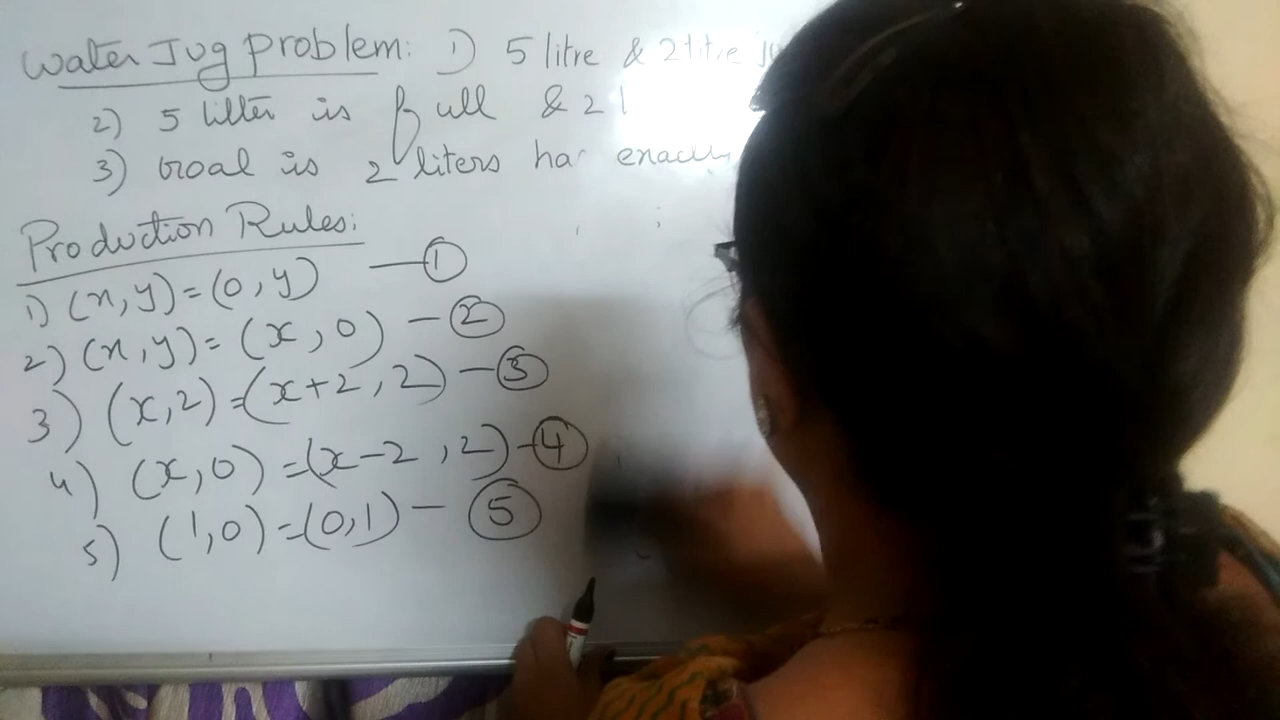 Water Jug Problem: 1) 5 litre & 2 litre
2) 5 litter is full & 2
3) Goal is 2 liters has
Production Rules:
1) (x,y)=(0,y) —①
2) (x,y)=(x,0) —②
3) (x,2)=(x+2,2) —③
4) (x,0)=(x-2,2) -④
5) (1,0)=(0,1) — ⑤